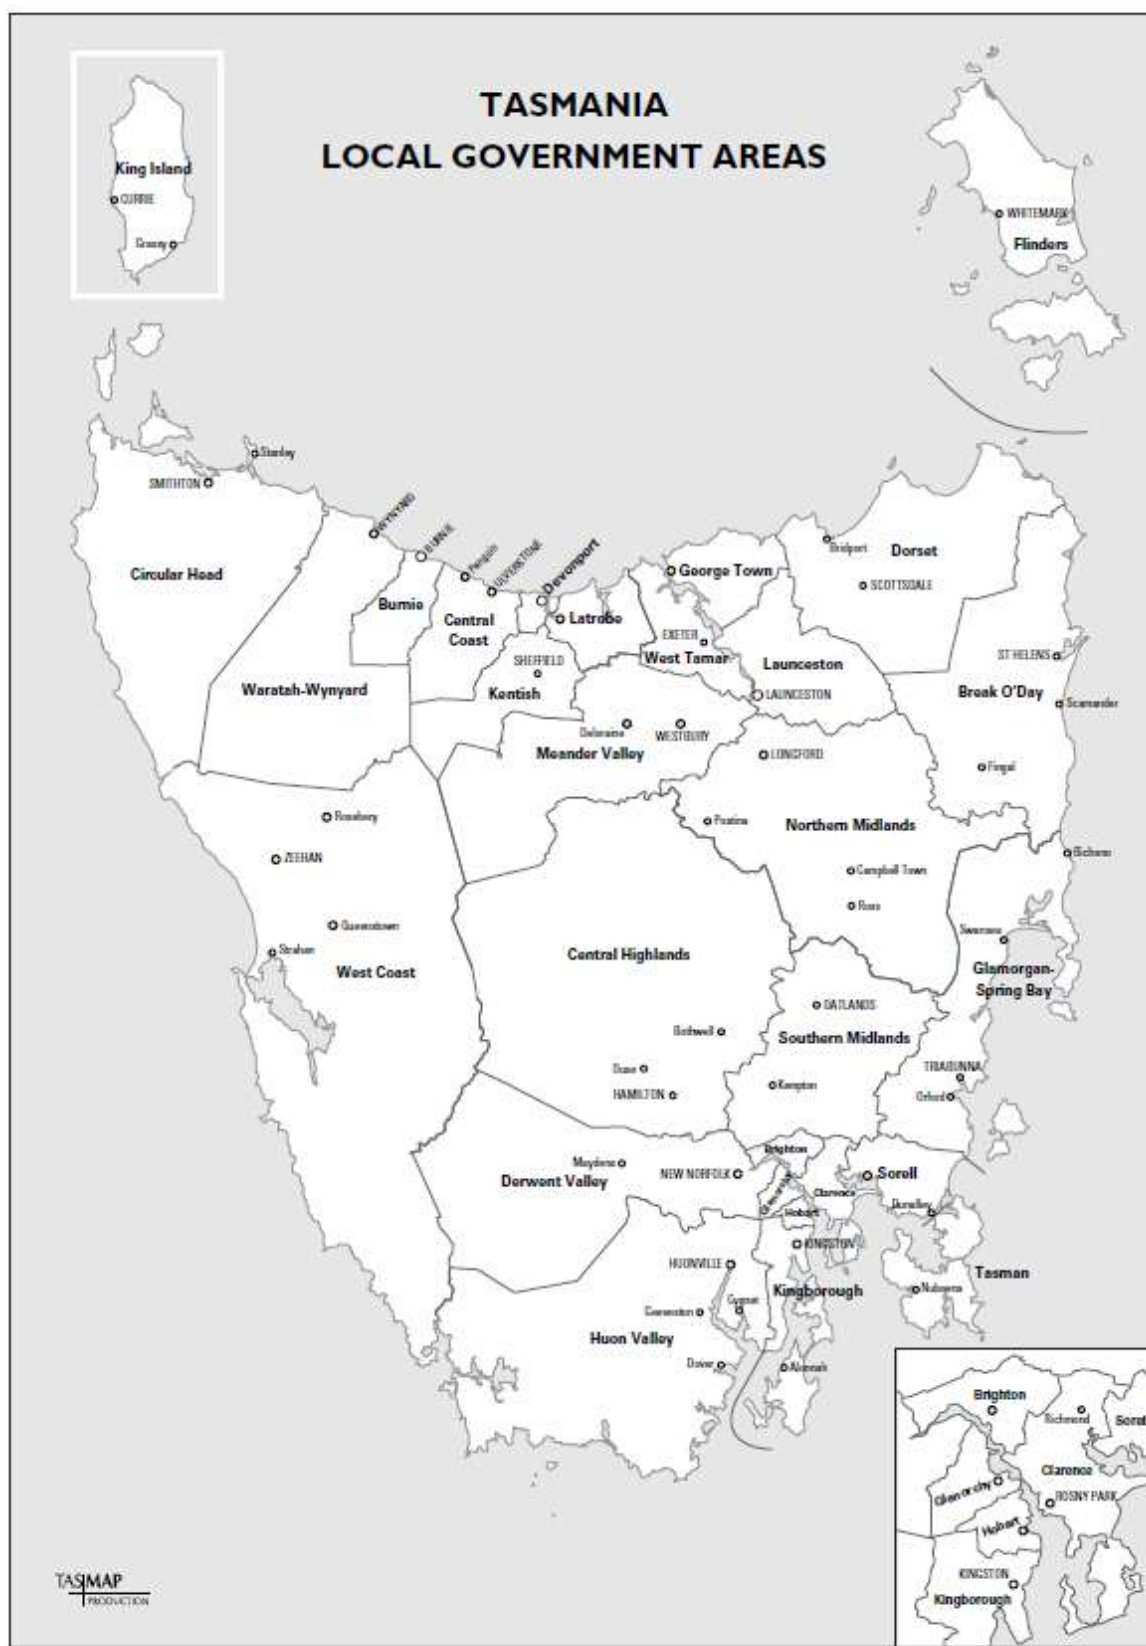 TASMANIA
LOCAL GOVERNMENT AREAS
King Island
CURRIE
Grassy
WHITEMARK
Flinders
Stanley
SMITHTON
WYNYARD
BURNIE
Penguin
ULVERSTONE
Devonport
Bridport
Dorset
George Town
Circular Head
SCOTTSDALE
Burnie
Central
Coast
Latrobe
EXETER
West Tamar
Launceston
ST HELENS
SHEFFIELD
Kentish
Waratah-Wynyard
LAUNCESTON
Break O'Day
Scamander
Deloraine
WESTBURY
Meander Valley
LONGFORD
Fingal
Rosebery
Poatina
Northern Midlands
ZEEHAN
Bicheno
Campbell Town
Ross
Queenstown
Swansea
Strahan
Central Highlands
West Coast
Glamorgan-
Spring Bay
OATLANDS
Bothwell
Southern Midlands
Ouse
TRIABUNNA
Kempton
HAMILTON
Orford
Brighton
Maydena
NEW NORFOLK
Sorell
Derwent Valley
Glenorchy
Clarence
Dunalley
Hobart
KINGSTON
HUONVILLE
Tasman
Kingborough
Nubeena
Cygnet
Geeveston
Huon Valley
Dover
Alonnah
Brighton
Richmond
Sorell
Clarence
Glenorchy
ROSNY PARK
Hobart
KINGSTON
Kingborough
TASMAP
PRODUCTION